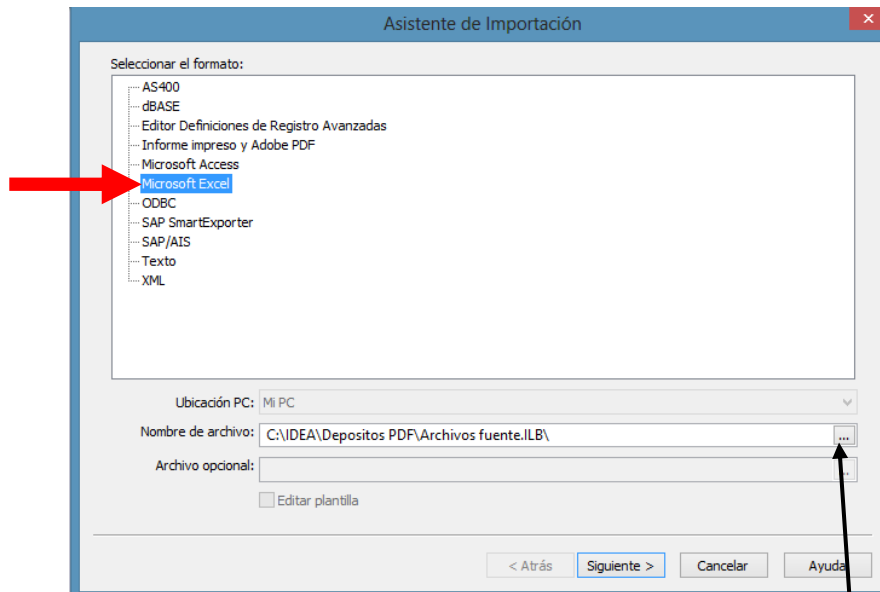 Asistente de Importación
Seleccionar el formato:
AS400
dBASE
Editor Definiciones de Registro Avanzadas
Informe impreso y Adobe PDF
Microsoft Access
Microsoft Excel
ODBC
SAP SmartExporter
SAP/AIS
Texto
XML
Ubicación PC: Mi PC
Nombre de archivo: C:\IDEA\Depositos PDF\Archivos fuente.ILB\ ...
Archivo opcional: ...
Editar plantilla
< Atrás Siguiente > Cancelar Ayuda